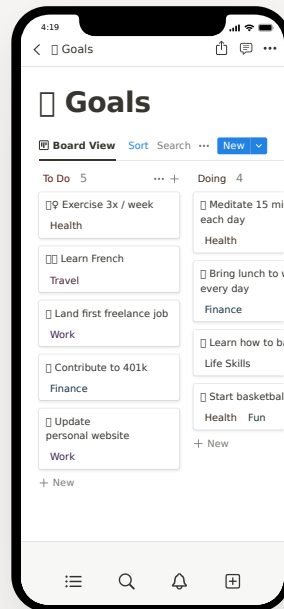 4:19
Goals
Goals
Board View Sort Search ··· New
To Do 5 ··· +
Exercise 3x / week
Health
Learn French
Travel
Land first freelance job
Work
Contribute to 401k
Finance
Update
personal website
Work
+ New
Doing 4
Meditate 15 mi
each day
Health
Bring lunch to w
every day
Finance
Learn how to ba
Life Skills
Start basketbal
Health Fun
+ New